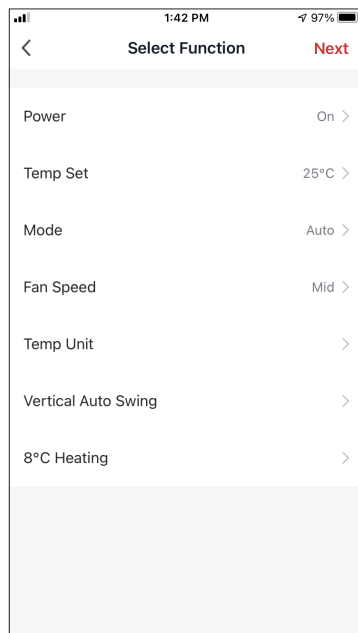 1:42 PM 97%
Select Function Next
Power On
Temp Set 25°C
Mode Auto
Fan Speed Mid
Temp Unit
Vertical Auto Swing
8°C Heating